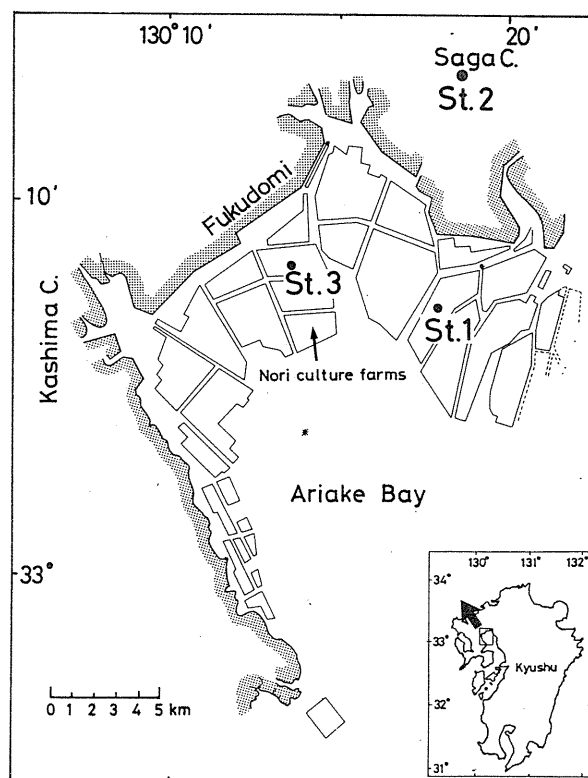 130°10'
20'
Saga C.
St.2
10'
Fukudomi
St.3
St.1
Kashima C.
Nori culture farms
Ariake Bay
33°
0 1 2 3 4 5 km
130° 131° 132°
34°
33°
Kyushu
32°
31°